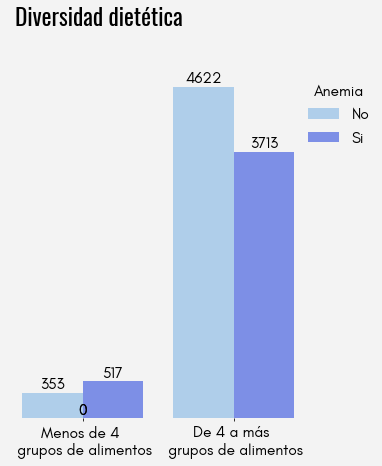 Diversidad dietética
4622
Anemia
No
Si
3713
353
517
0
Menos de 4
grupos de alimentos
De 4 a más
grupos de alimentos